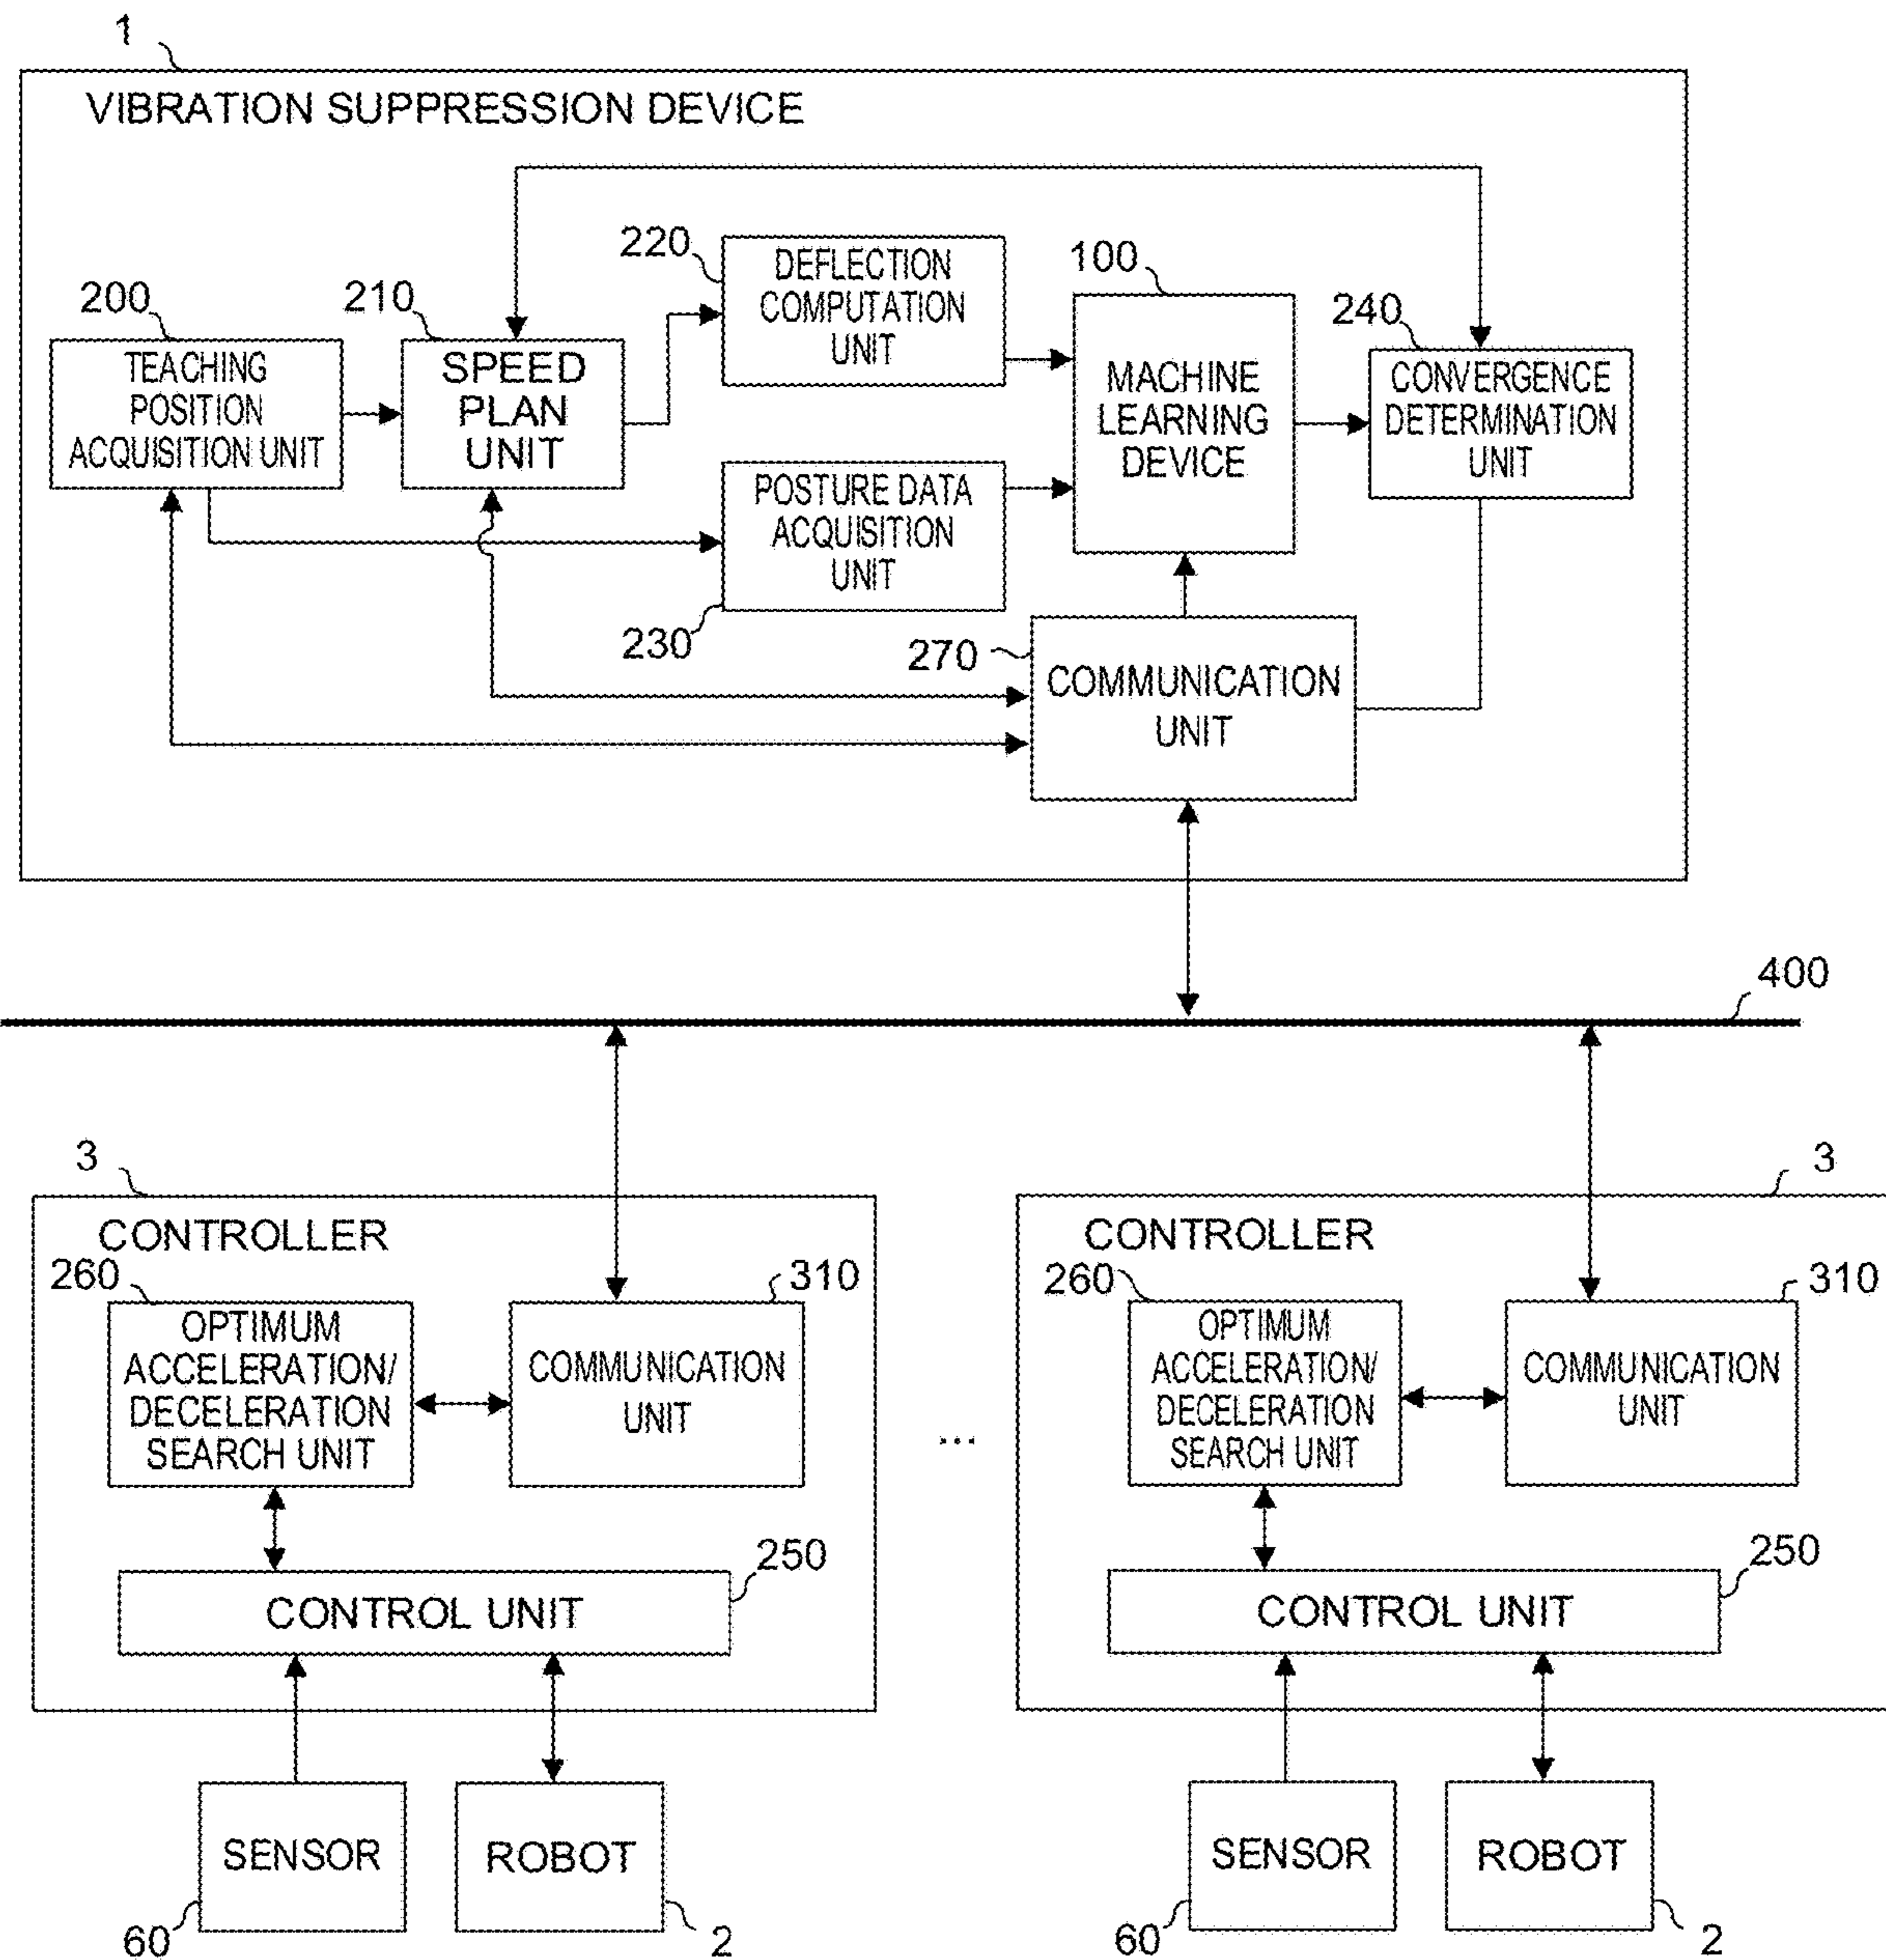 1
VIBRATION SUPPRESSION DEVICE
200
TEACHING
POSITION
ACQUISITION UNIT
210
SPEED
PLAN
UNIT
220
DEFLECTION
COMPUTATION
UNIT
POSTURE DATA
ACQUISITION
UNIT
230
100
MACHINE
LEARNING
DEVICE
240
CONVERGENCE
DETERMINATION
UNIT
270
COMMUNICATION
UNIT
400
3
CONTROLLER
260
OPTIMUM
ACCELERATION/
DECELERATION
SEARCH UNIT
310
COMMUNICATION
UNIT
250
CONTROL UNIT
SENSOR
60
ROBOT
2
...
3
CONTROLLER
260
OPTIMUM
ACCELERATION/
DECELERATION
SEARCH UNIT
310
COMMUNICATION
UNIT
250
CONTROL UNIT
SENSOR
60
ROBOT
2